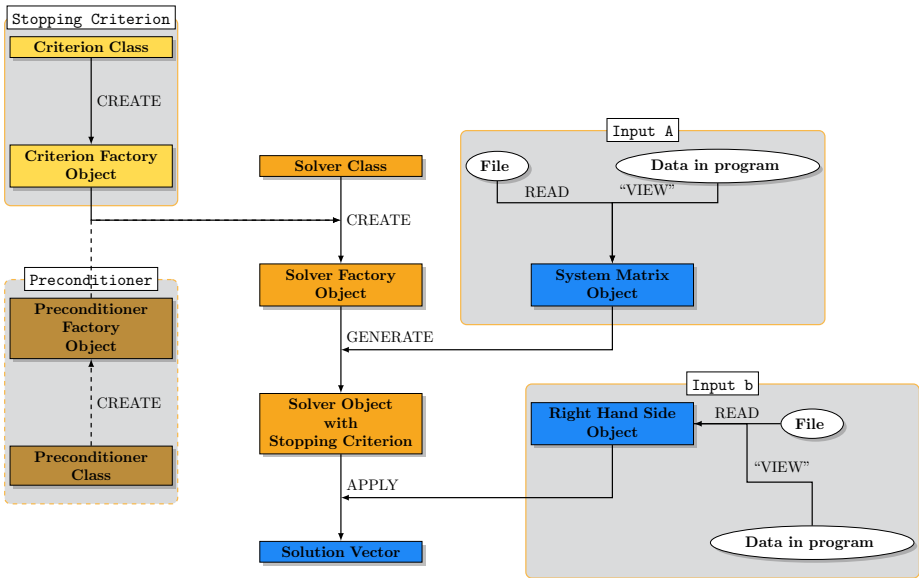 Stopping Criterion
Criterion Class
CREATE
Criterion Factory
Object
Preconditioner
Preconditioner
Factory
Object
CREATE
Preconditioner
Class
Solver Class
CREATE
Solver Factory
Object
GENERATE
Solver Object
with
Stopping Criterion
APPLY
Solution Vector
Input A
File
Data in program
READ
“VIEW”
System Matrix
Object
Input b
Right Hand Side
Object
READ
File
“VIEW”
Data in program